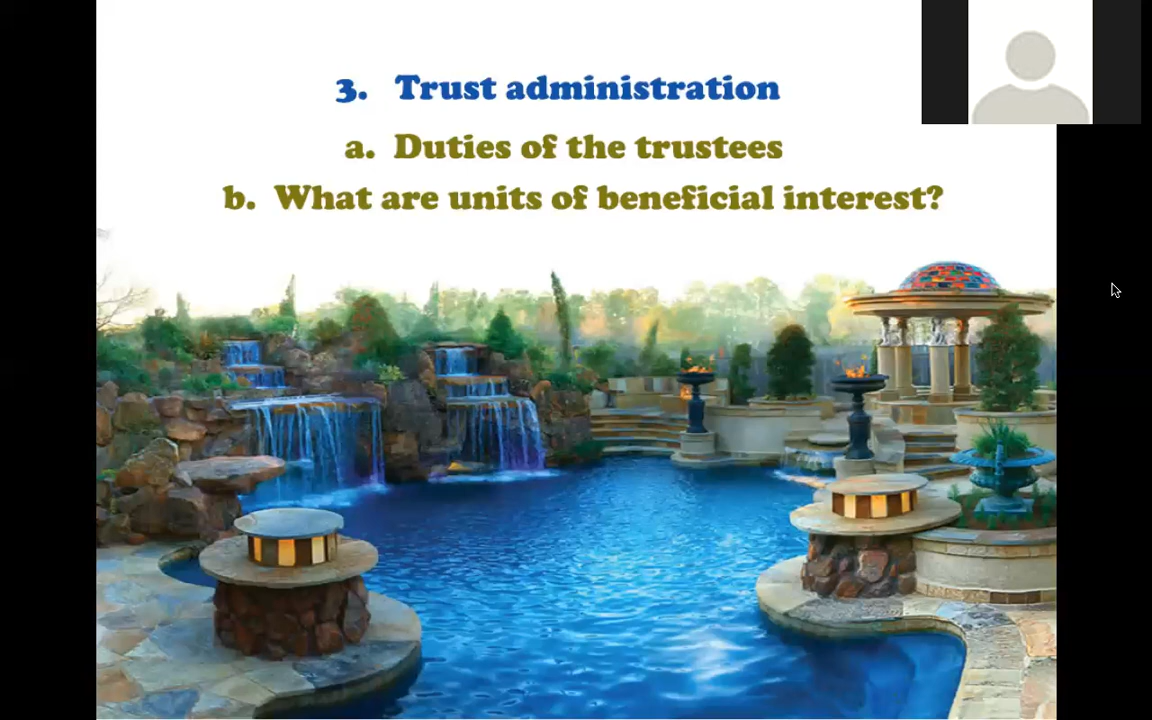 3. Trust administration
a. Duties of the trustees
b. What are units of beneficial interest?